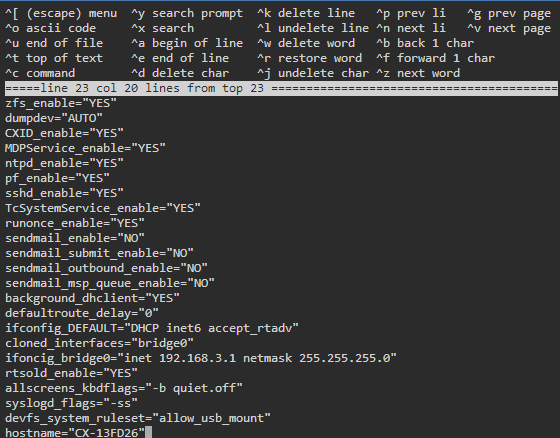 ^[ (escape) menu ^y search prompt ^k delete line ^p prev li ^g prev page
^o ascii code ^x search ^l undelete line ^n next li ^v next page
^u end of file ^a begin of line ^w delete word ^b back 1 char
^t top of text ^e end of line ^r restore word ^f forward 1 char
^c command ^d delete char ^j undelete char ^z next word
=====line 23 col 20 lines from top 23 ==========================================
zfs_enable="YES"
dumpdev="AUTO"
CXID_enable="YES"
MDPService_enable="YES"
ntpd_enable="YES"
pf_enable="YES"
sshd_enable="YES"
TcSystemService_enable="YES"
runonce_enable="YES"
sendmail_enable="NO"
sendmail_submit_enable="NO"
sendmail_outbound_enable="NO"
sendmail_msp_queue_enable="NO"
background_dhclient="YES"
defaultroute_delay="0"
ifconfig_DEFAULT="DHCP inet6 accept_rtadv"
cloned_interfaces="bridge0"
ifoncig_bridge0="inet 192.168.3.1 netmask 255.255.255.0"
rtsold_enable="YES"
allscreens_kbdflags="-b quiet.off"
syslogd_flags="-ss"
devfs_system_ruleset="allow_usb_mount"
hostname="CX-13FD26"